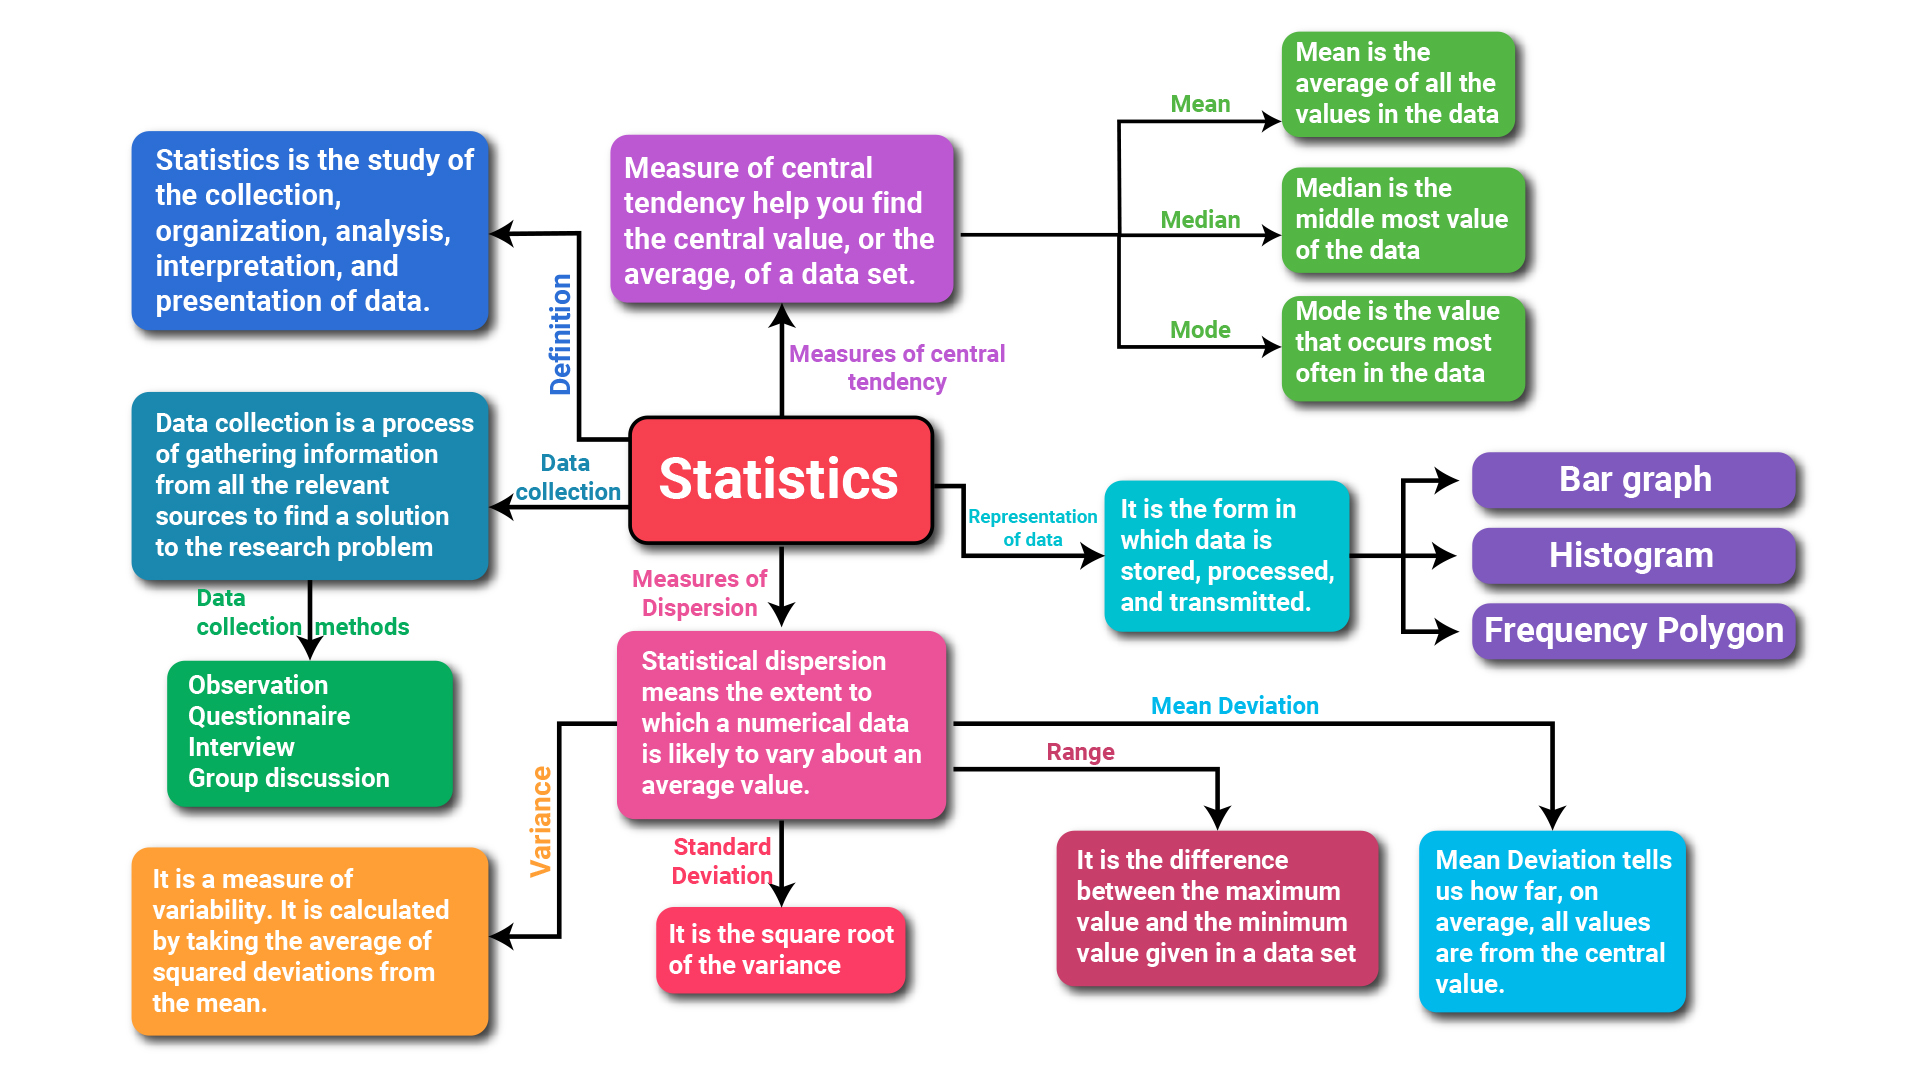 Statistics is the study of
the collection,
organization, analysis,
interpretation, and
presentation of data.
Definition
Measure of central
tendency help you find
the central value, or the
average, of a data set.
Measures of central
tendency
Mean
Mean is the
average of all the
values in the data
Median
Median is the
middle most value
of the data
Mode
Mode is the value
that occurs most
often in the data
Statistics
Data
collection
Data collection is a process
of gathering information
from all the relevant
sources to find a solution
to the research problem
Data
collection methods
Observation
Questionnaire
Interview
Group discussion
Representation
of data
It is the form in
which data is
stored, processed,
and transmitted.
Bar graph
Histogram
Frequency Polygon
Measures of
Dispersion
Statistical dispersion
means the extent to
which a numerical data
is likely to vary about an
average value.
Variance
It is a measure of
variability. It is calculated
by taking the average of
squared deviations from
the mean.
Standard
Deviation
It is the square root
of the variance
Range
It is the difference
between the maximum
value and the minimum
value given in a data set
Mean Deviation
Mean Deviation tells
us how far, on
average, all values
are from the central
value.